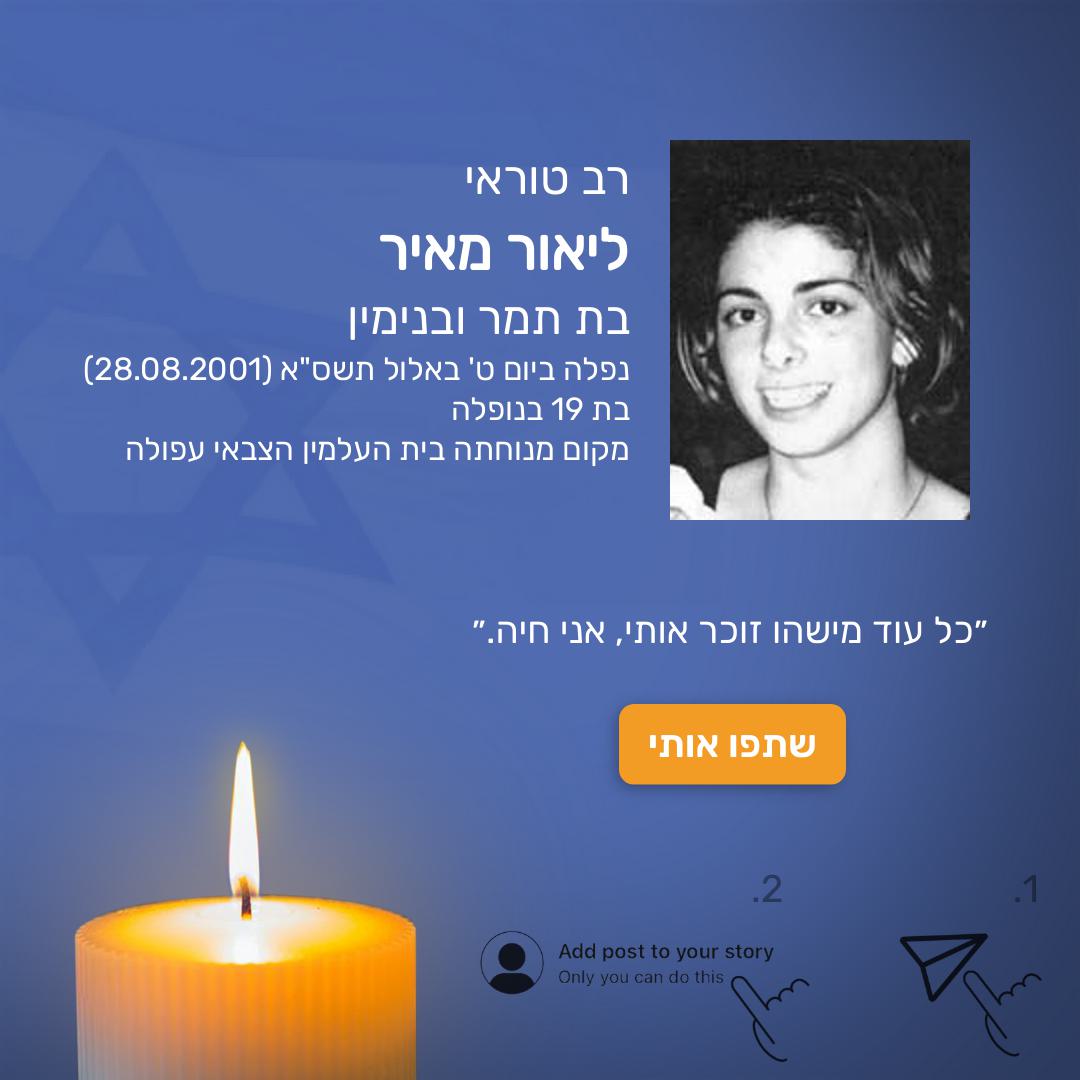 רב טוראי
ליאור מאיר
בת תמר ובנימין
נפלה ביום ט' באלול תשס"א (28.08.2001)
בת 19 בנופלה
מקום מנוחתה בית העלמין הצבאי עפולה
״כל עוד מישהו זוכר אותי, אני חיה.״
שתפו אותי
.1
.2
Add post to your story
Only you can do this